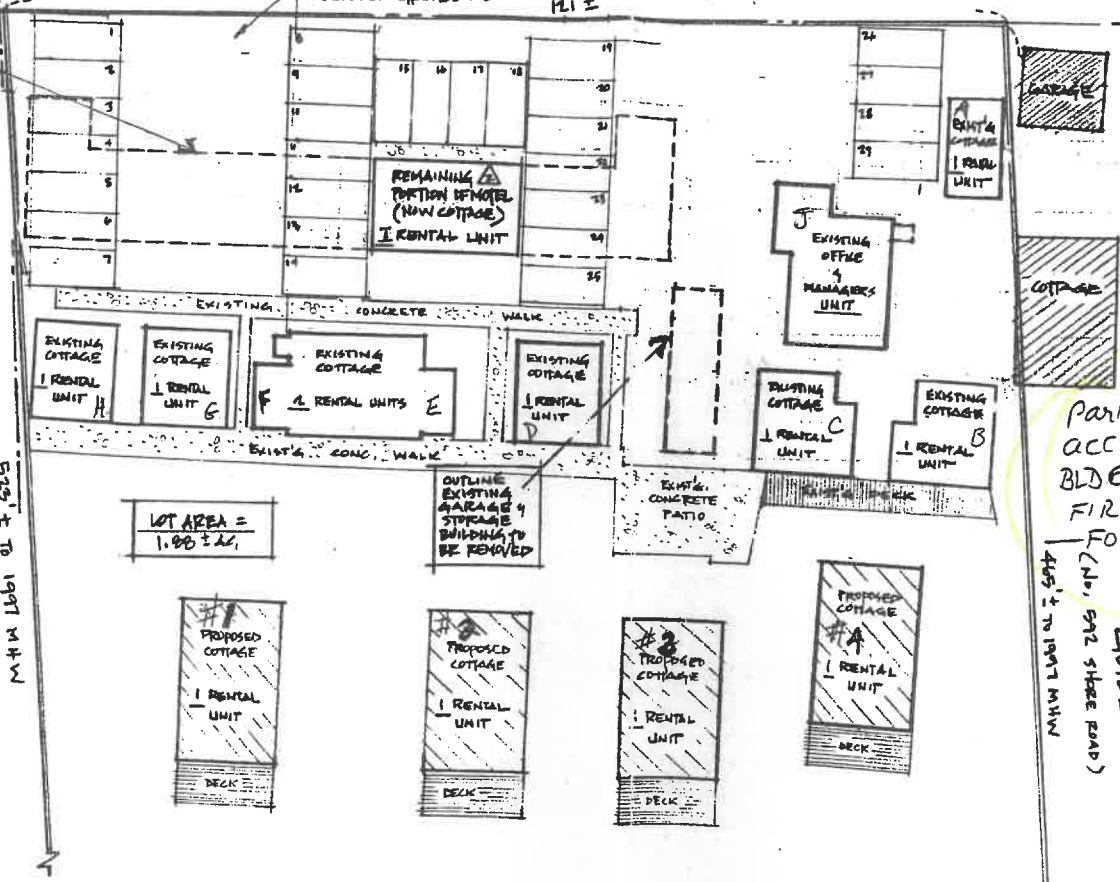 121 ±
1
2
3
4
5
6
7
8
9
10
11
12
13
14
15 16 17 18
19
20
21
22
23
24
25
26
27
28
29
GARAGE
A
EXIST'G
COTTAGE
1 RENTAL
UNIT
REMAINING
PORTION OF MOTEL
(NOW COTTAGE)
1 RENTAL UNIT
J
EXISTING
OFFICE
&
MANAGERS
UNIT
COTTAGE
EXISTING CONCRETE WALK
EXISTING
COTTAGE
1 RENTAL
UNIT H
EXISTING
COTTAGE
1 RENTAL
UNIT G
EXISTING
COTTAGE
F
RENTAL UNITS E
EXISTING
COTTAGE
1 RENTAL
UNIT
D
EXISTING
COTTAGE
C
1 RENTAL
UNIT
EXISTING
COTTAGE
B
1 RENTAL
UNIT
EXIST'G. CONC. WALK
EXIST'G DECK
EXIST'G.
CONCRETE
PATIO
OUTLINE
EXISTING
GARAGE &
STORAGE
BUILDING TO
BE REMOVED
LOT AREA =
1.88 ± AC.
#1
PROPOSED
COTTAGE
1 RENTAL
UNIT
DECK
#2
PROPOSED
COTTAGE
1 RENTAL
UNIT
DECK
#3
PROPOSED
COTTAGE
1 RENTAL
UNIT
DECK
PROPOSED
COTTAGE
#4
1 RENTAL
UNIT
DECK
523' ± TO 1997 MHW
465' ± TO 1997 MHW
(No. 592 SHORE ROAD)
ACC
FO